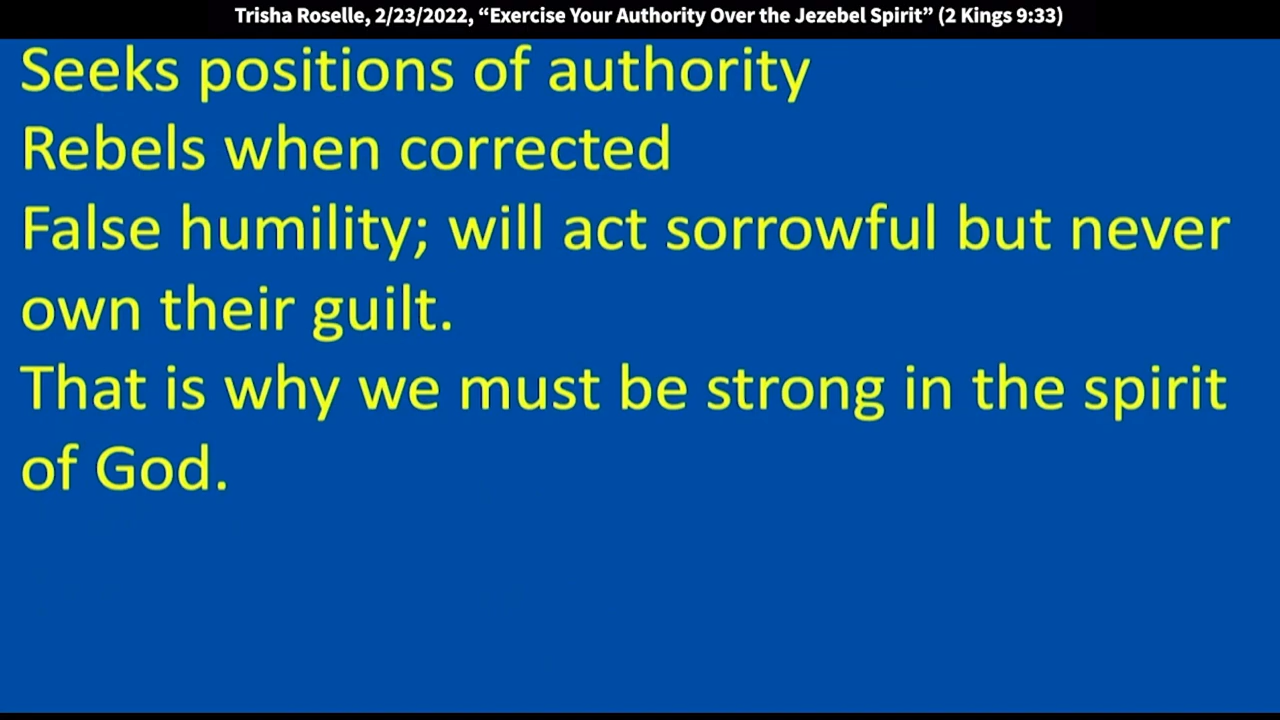 Trisha Roselle, 2/23/2022, “Exercise Your Authority Over the Jezebel Spirit” (2 Kings 9:33)
Seeks positions of authority
Rebels when corrected
False humility; will act sorrowful but never
own their guilt.
That is why we must be strong in the spirit
of God.